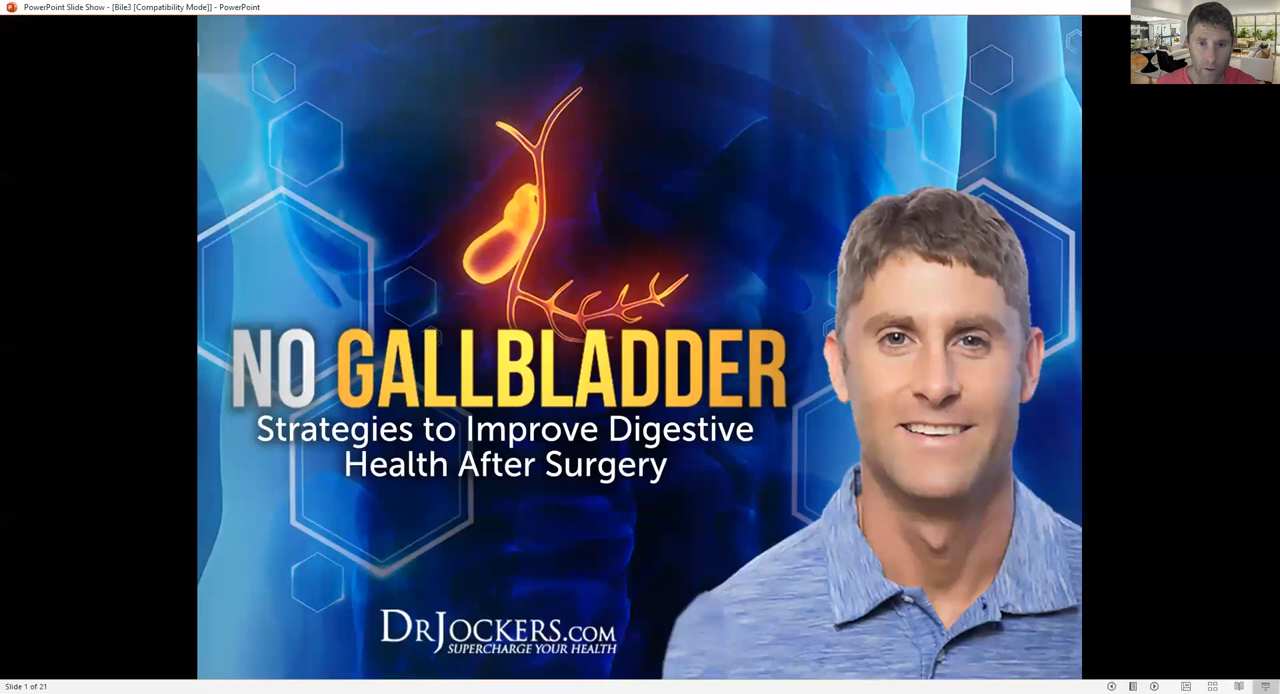 PowerPoint Slide Show - [Bile3 [Compatibility Mode]] - PowerPoint
NO GALLBLADDER
Strategies to Improve Digestive
Health After Surgery
DRJOCKERS.COM
SUPERCHARGE YOUR HEALTH
Slide 1 of 21